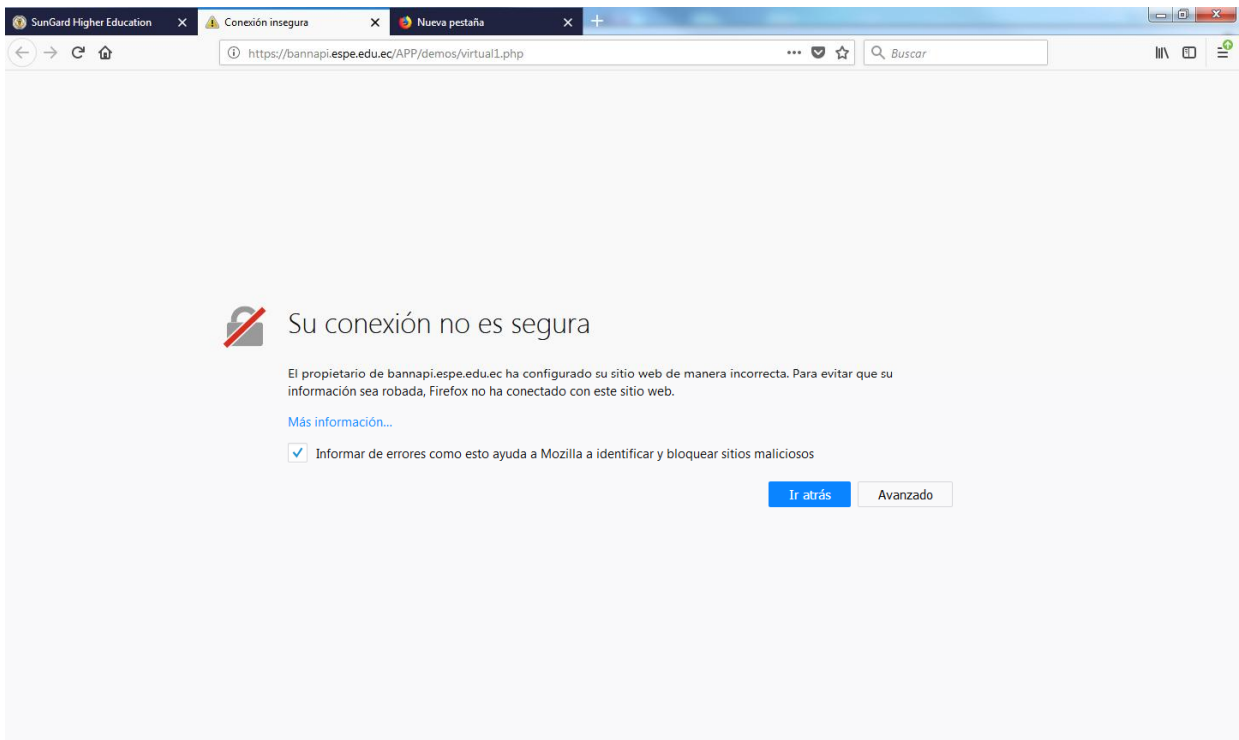 SunGard Higher Education
Conexión insegura
Nueva pestaña
https://bannapi.espe.edu.ec/APP/demos/virtual1.php
Buscar
Su conexión no es segura
El propietario de bannapi.espe.edu.ec ha configurado su sitio web de manera incorrecta. Para evitar que su
información sea robada, Firefox no ha conectado con este sitio web.
Más información...
Informar de errores como esto ayuda a Mozilla a identificar y bloquear sitios maliciosos
Ir atrás
Avanzado